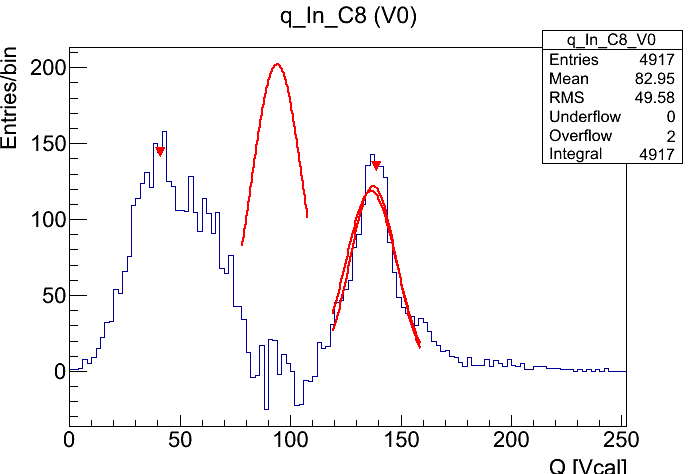 q_In_C8 (V0)
q_In_C8_V0
Entries 4917
Mean 82.95
RMS 49.58
Underflow 0
Overflow 2
Integral 4917
Entries/bin
200
150
100
50
0
0 50 100 150 200 250
Q [Vcal]